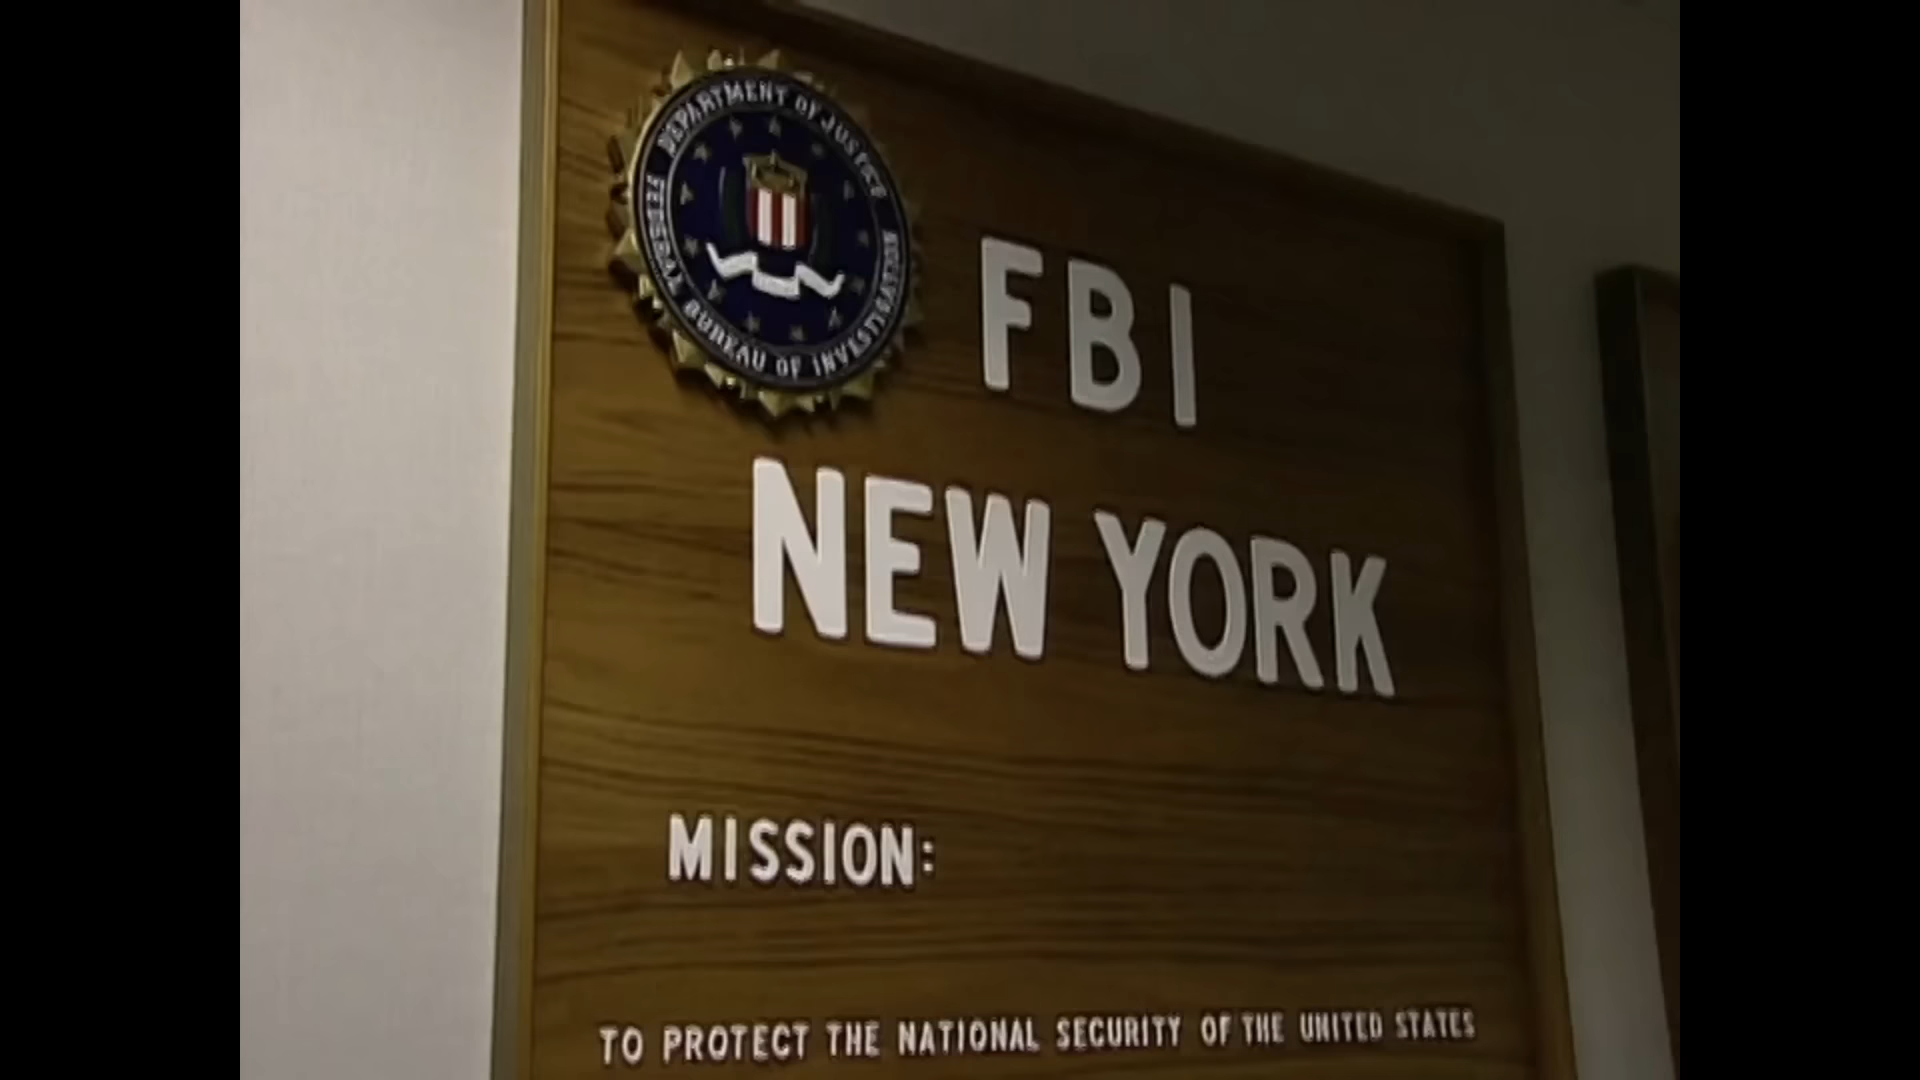 DEPARTMENT OF JUSTICE
FEDERAL BUREAU OF INVESTIGATION
FBI
NEW YORK
MISSION:
TO PROTECT THE NATIONAL SECURITY OF THE UNITED STATES